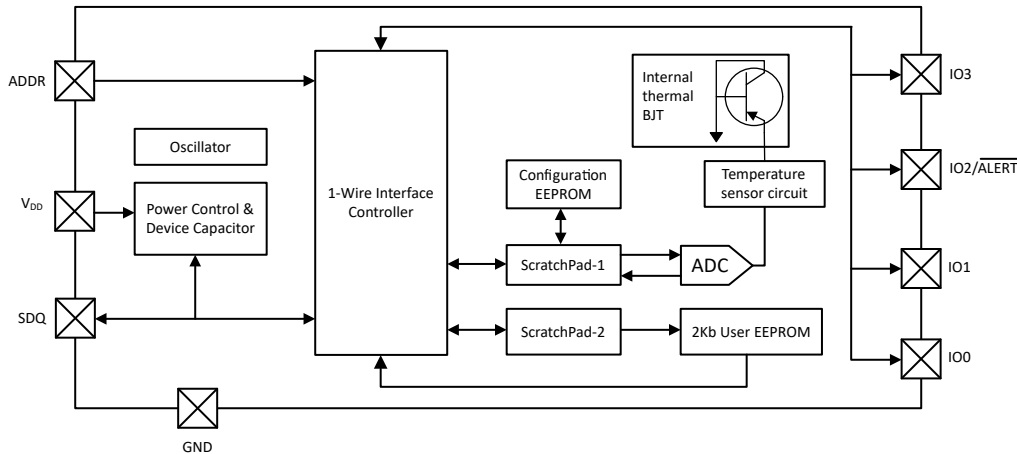 ADDR
V_DD
SDQ
GND
Oscillator
Power Control &
Device Capacitor
1-Wire Interface
Controller
Internal
thermal
BJT
Configuration
EEPROM
Temperature
sensor circuit
ScratchPad-1
ADC
ScratchPad-2
2Kb User EEPROM
IO3
IO2/ALERT
IO1
IO0